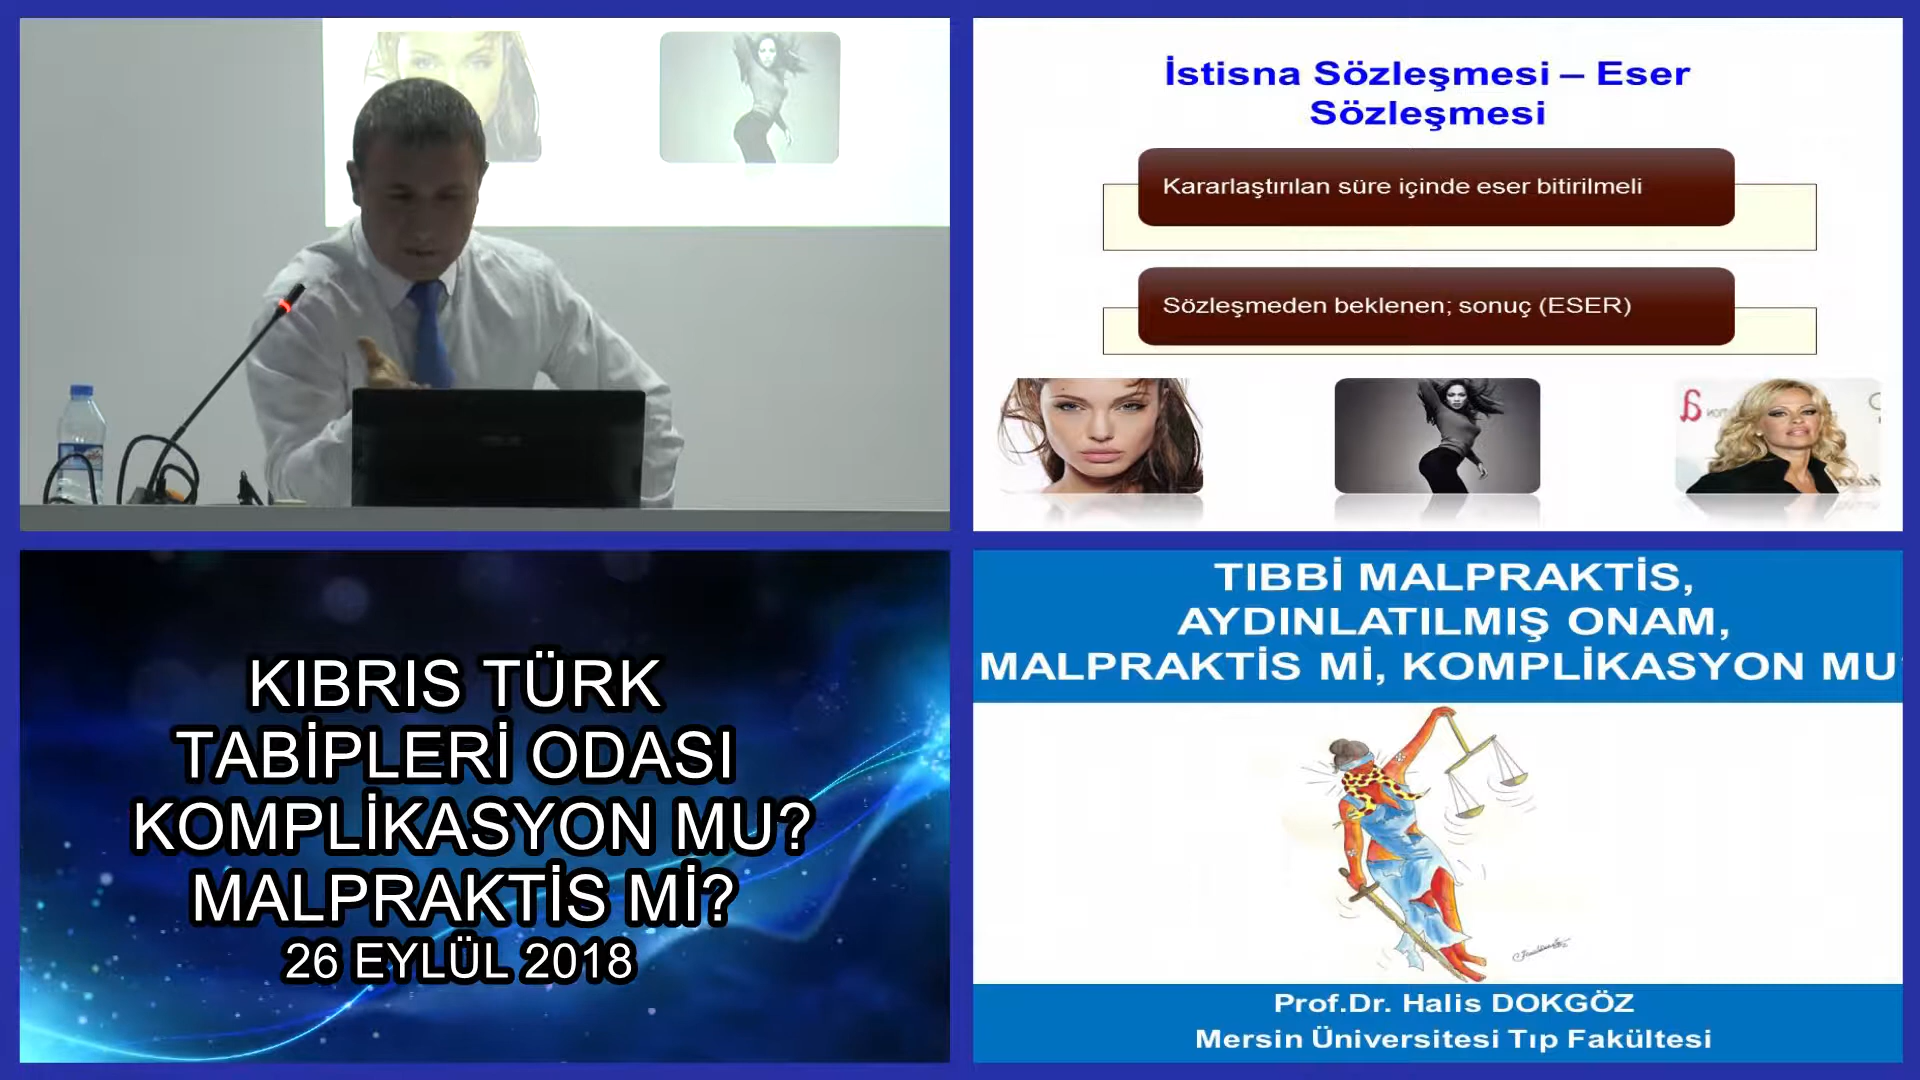 İstisna Sözleşmesi – Eser
Sözleşmesi
Kararlaştırılan süre içinde eser bitirilmeli
Sözleşmeden beklenen; sonuç (ESER)
KIBRIS TÜRK
TABİPLERİ ODASI
KOMPLİKASYON MU?
MALPRAKTİS Mİ?
26 EYLÜL 2018
TIBBİ MALPRAKTİS,
AYDINLATILMIŞ ONAM,
MALPRAKTİS Mİ, KOMPLİKASYON MU
Prof.Dr. Halis DOKGÖZ
Mersin Üniversitesi Tıp Fakültesi